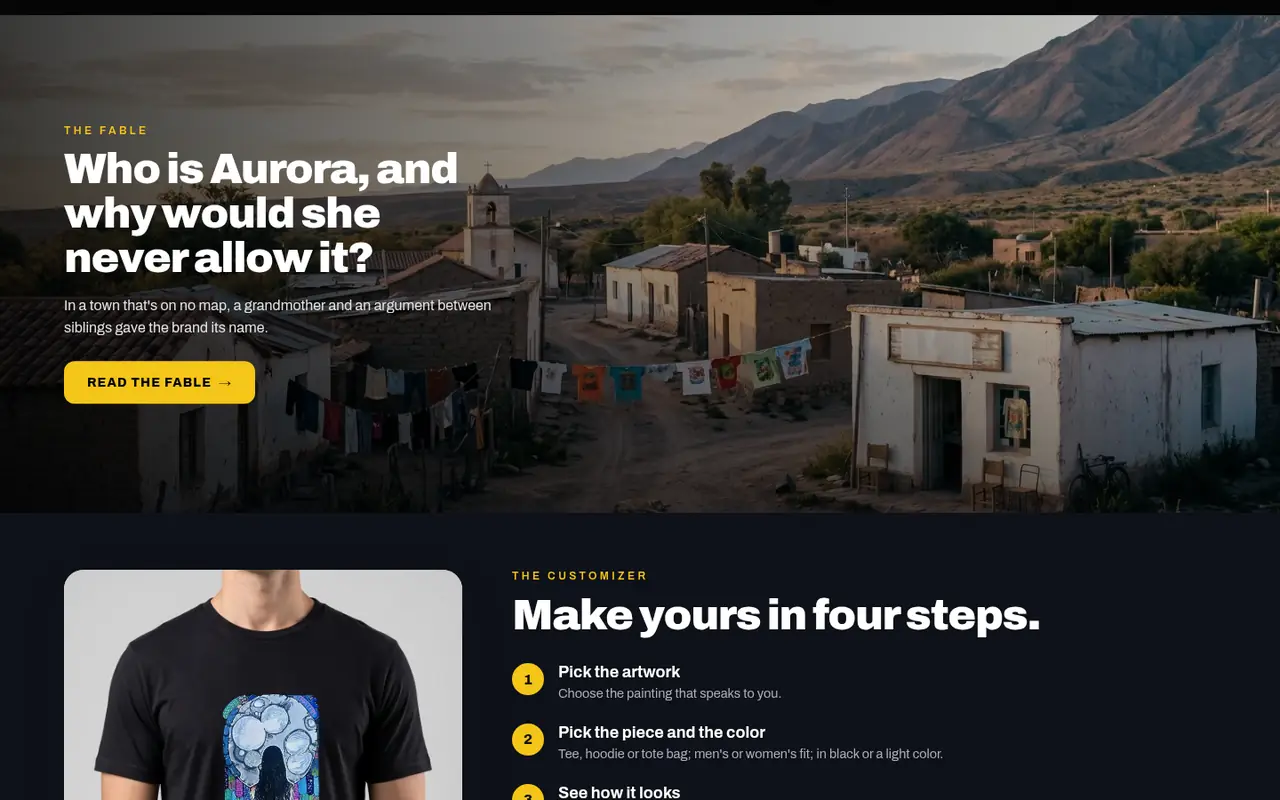 THE FABLE
Who is Aurora, and
why would she
never allow it?
In a town that's on no map, a grandmother and an argument between
siblings gave the brand its name.
READ THE FABLE →
THE CUSTOMIZER
Make yours in four steps.
1
Pick the artwork
Choose the painting that speaks to you.
2
Pick the piece and the color
Tee, hoodie or tote bag; men's or women's fit; in black or a light color.
3
See how it looks